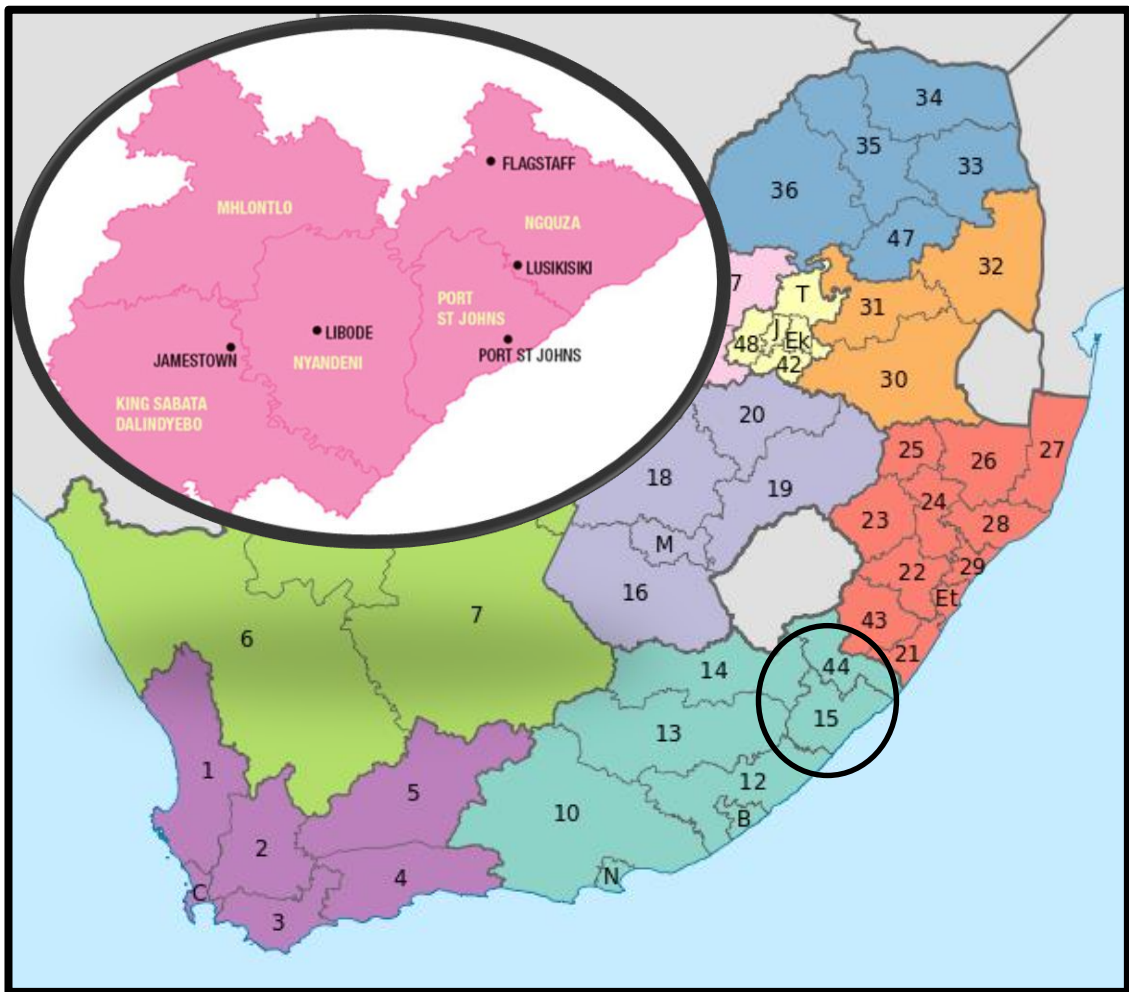 34
35
33
36
47
32
7
T
31
J
48
Ek
42
30
20
25
26
27
18
19
24
23
28
M
22
29
16
Et
43
21
44
14
15
6
7
13
12
1
5
10
B
2
4
N
C
3
FLAGSTAFF
MHLONTLO
NGQUZA
LUSIKISIKI
PORT
ST JOHNS
LIBODE
PORT ST JOHNS
JAMESTOWN
NYANDENI
KING SABATA
DALINDYEBO